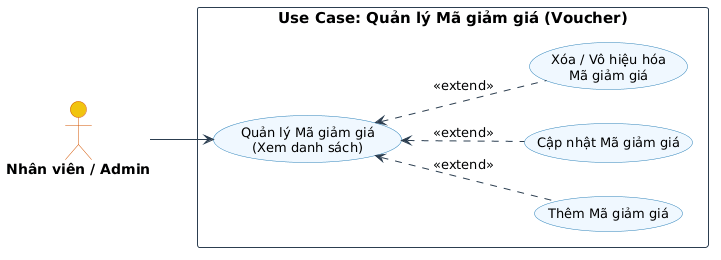 Use Case: Quản lý Mã giảm giá (Voucher)
Xóa / Vô hiệu hóa
Mã giảm giá
«extend»
Quản lý Mã giảm giá
(Xem danh sách)
«extend»
Cập nhật Mã giảm giá
Nhân viên / Admin
«extend»
Thêm Mã giảm giá